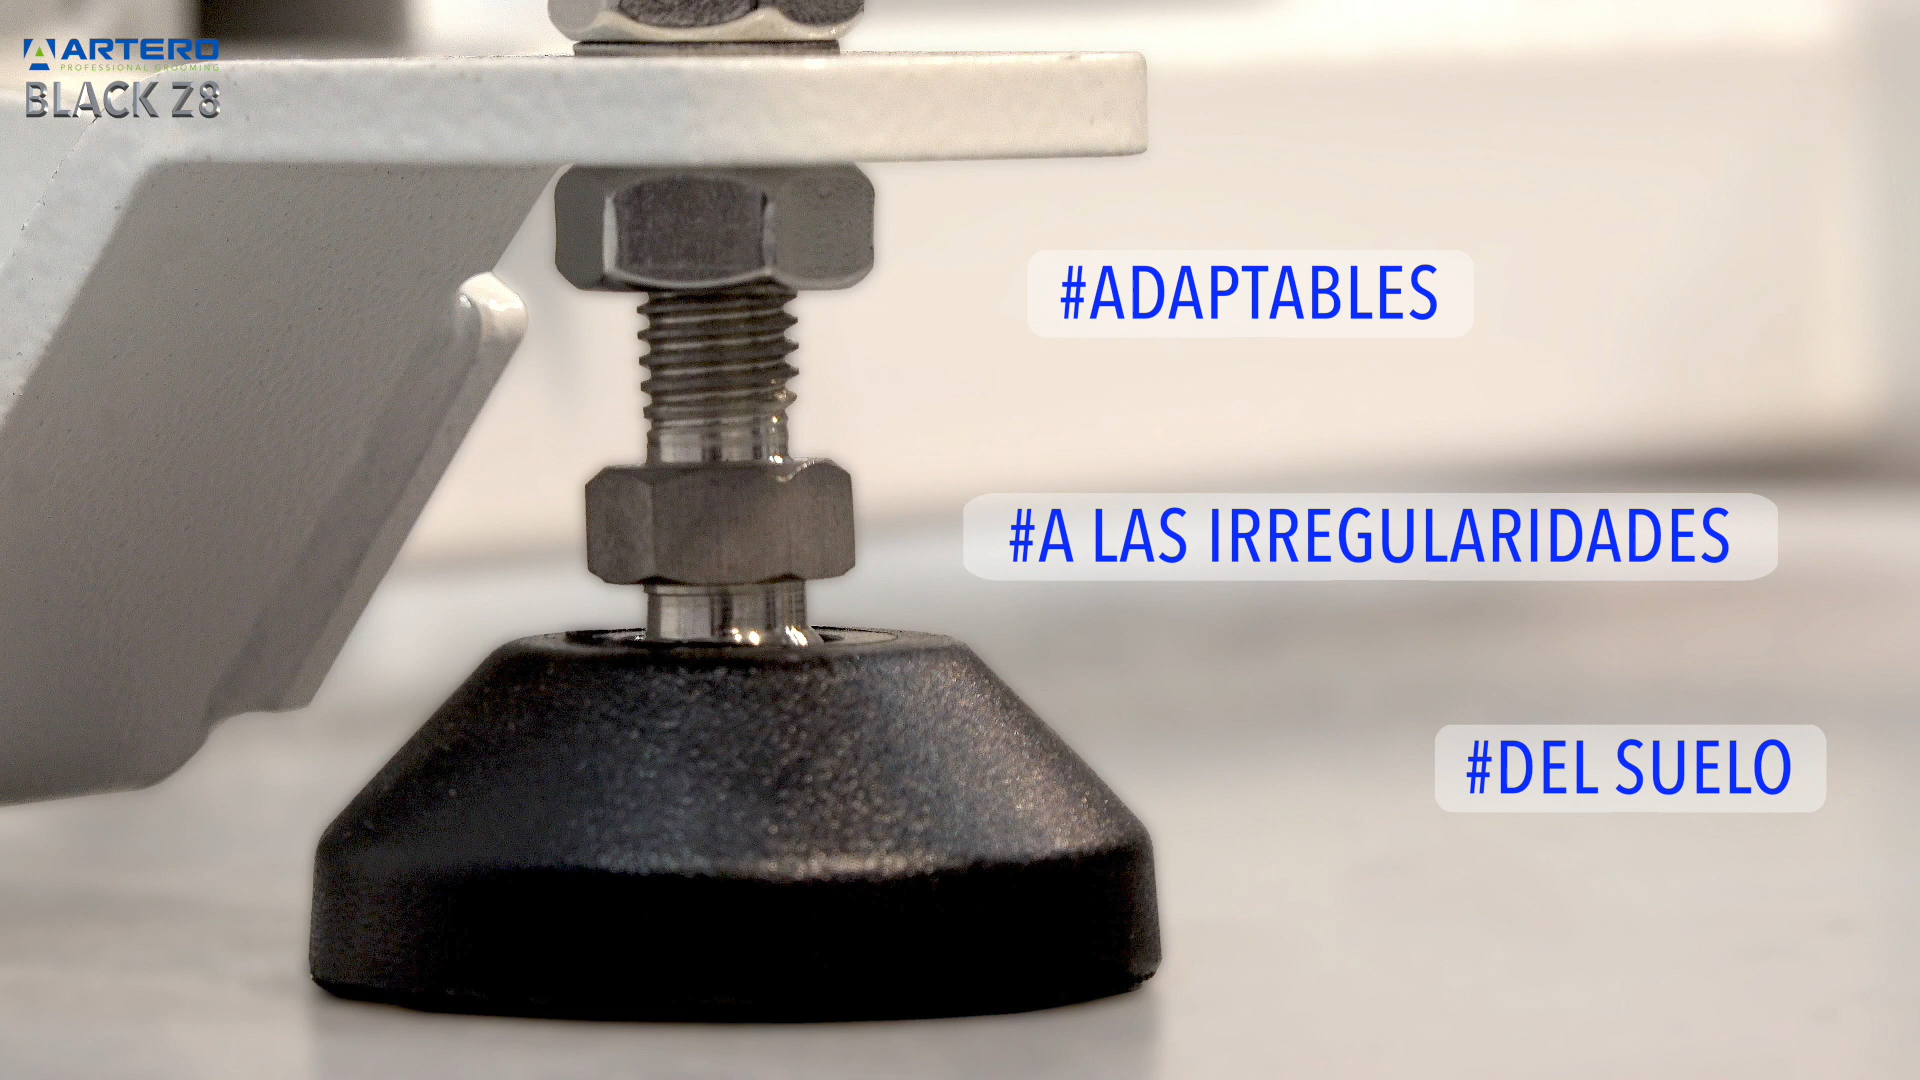 ARTERO
PROFESSIONAL GROOMING
BLACK Z8
#ADAPTABLES
#A LAS IRREGULARIDADES
#DEL SUELO